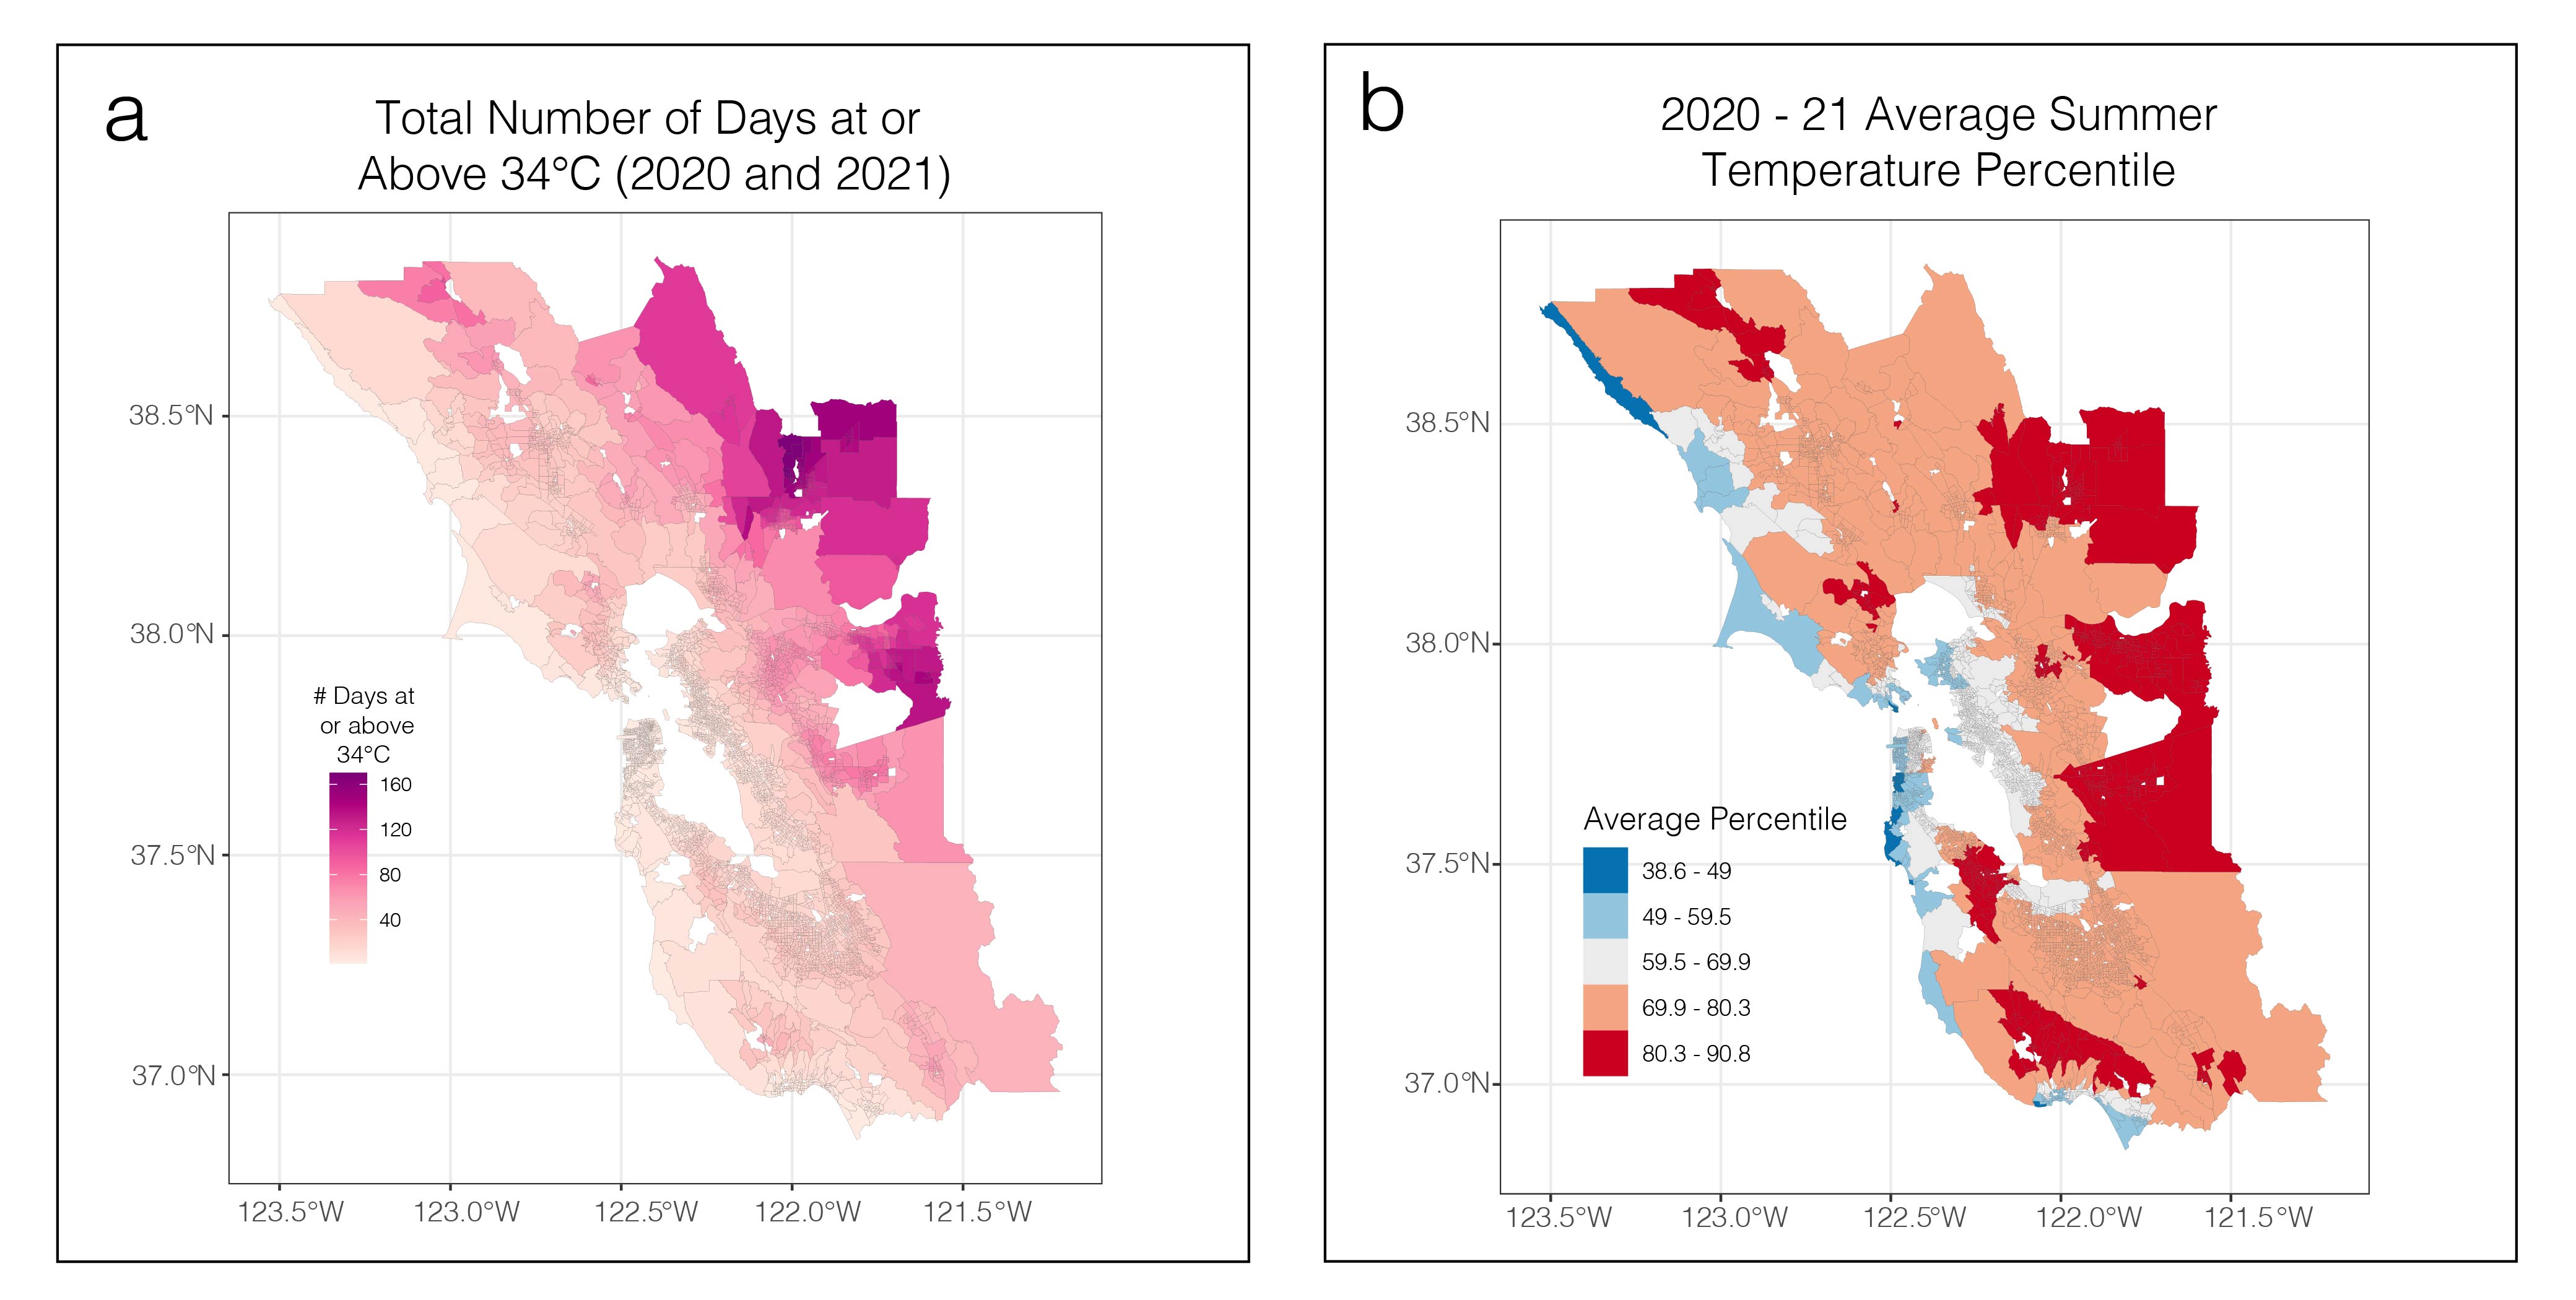 a
Total Number of Days at or
Above 34°C (2020 and 2021)
38.5°N
38.0°N
37.5°N
37.0°N
# Days at
or above
34°C
160
120
80
40
123.5°W
123.0°W
122.5°W
122.0°W
121.5°W
b
2020 - 21 Average Summer
Temperature Percentile
38.5°N
38.0°N
37.5°N
37.0°N
Average Percentile
38.6 - 49
49 - 59.5
59.5 - 69.9
69.9 - 80.3
80.3 - 90.8
123.5°W
123.0°W
122.5°W
122.0°W
121.5°W